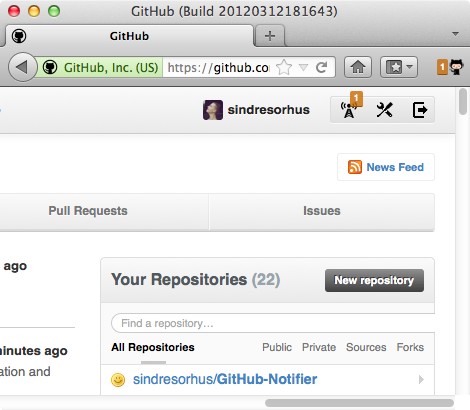 GitHub (Build 20120312181643)
GitHub
GitHub, Inc. (US) https://github.co
1
sindresorhus 1
News Feed
Pull Requests Issues
ago
Your Repositories (22) New repository
Find a repository…
minutes ago
All Repositories Public Private Sources Forks
ation and
sindresorhus/GitHub-Notifier